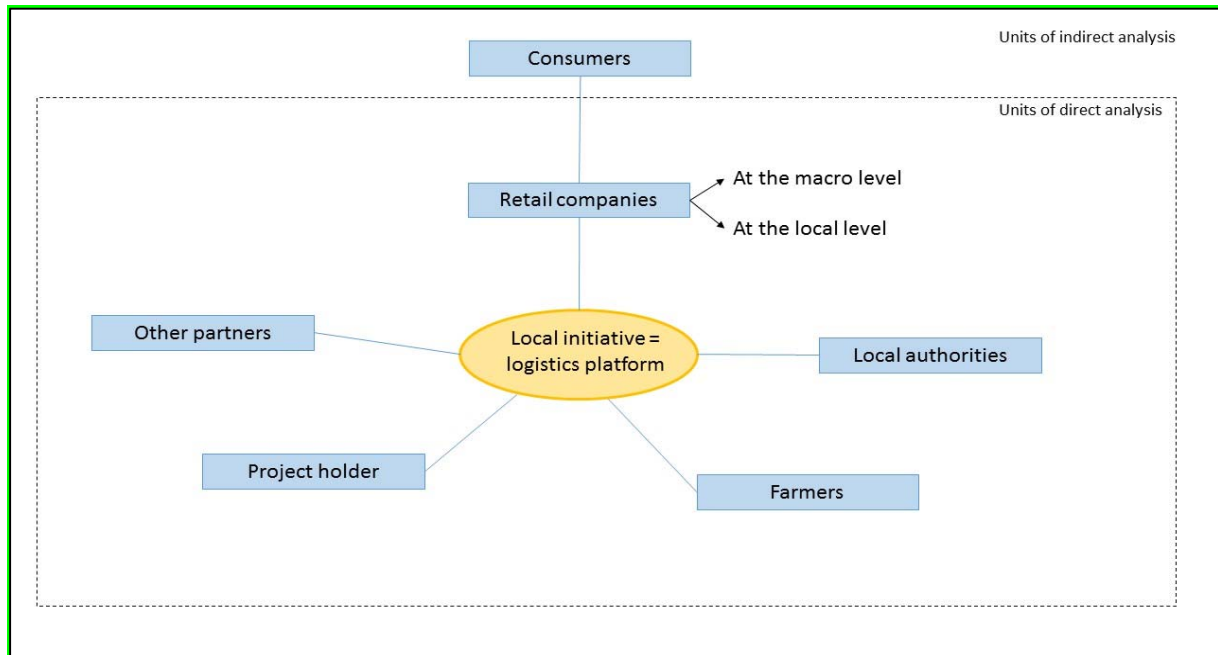 Units of indirect analysis
Consumers
Units of direct analysis
Retail companies
At the macro level
At the local level
Other partners
Local initiative =
logistics platform
Local authorities
Project holder
Farmers